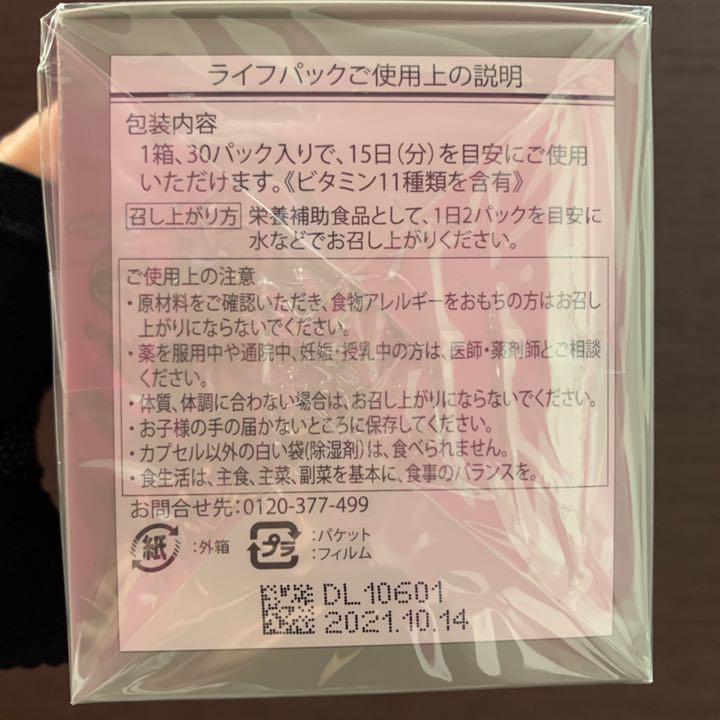 ライフパックご使用上の説明
包装内容
1箱、30パック入りで、15日(分)を目安にご使用
いただけます。《ビタミン11種類を含有》
召し上がり方 栄養補助食品として、1日2パックを目安に
水などでお召し上がりください。
ご使用上の注意
・原材料をご確認いただき、食物アレルギーをおもちの方はお召し
上がりにならないでください。
・薬を服用中や通院中、妊娠・授乳中の方は、医師・薬剤師とご相談
ください。
・体質、体調に合わない場合は、お召し上がりにならないでください。
・お子様の手の届かないところに保存してください。
・カプセル以外の白い袋(除湿剤)は、食べられません。
・食生活は、主食、主菜、副菜を基本に、食事のバランスを。
お問合せ先:0120-377-499
紙 :外箱 プラ :パケット
:フィルム
DL10601
2021.10.14